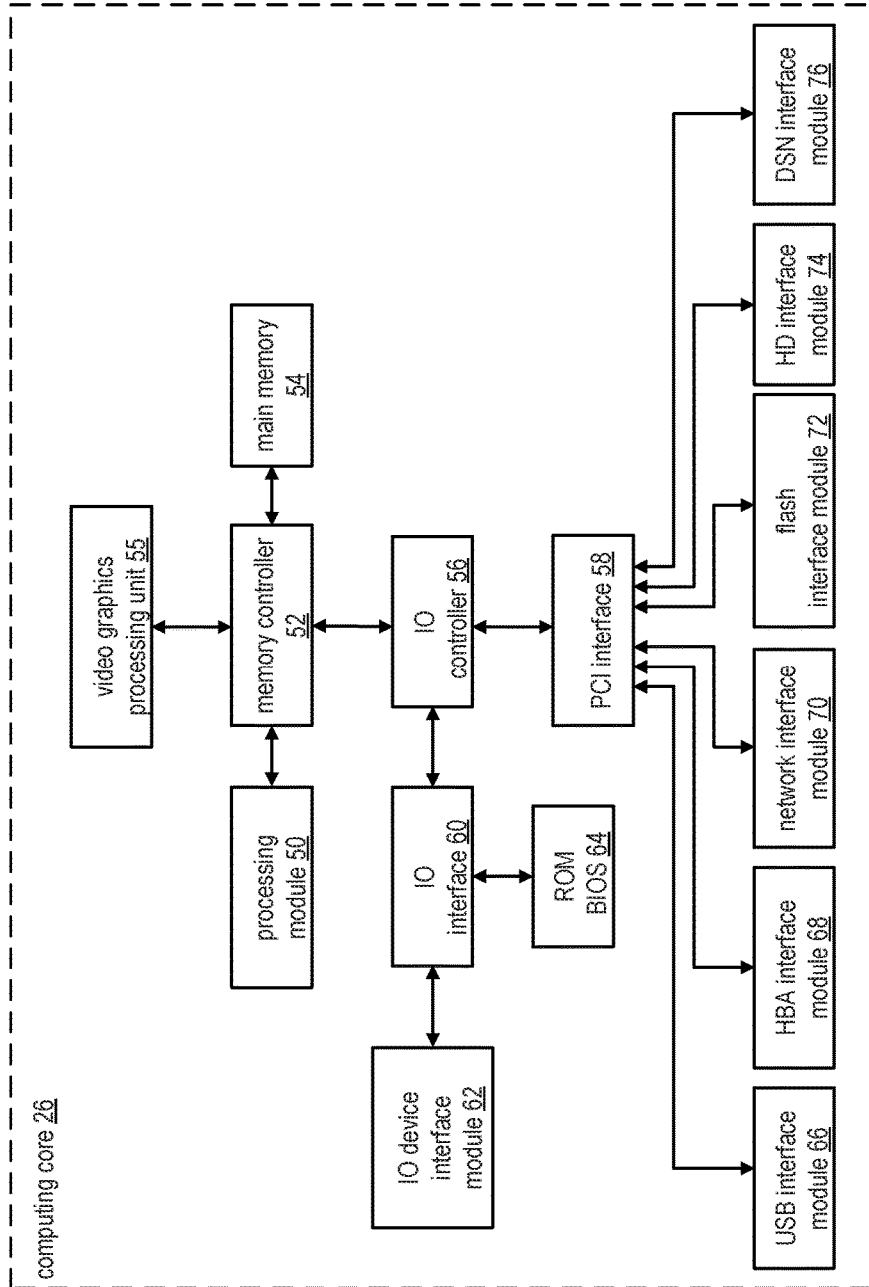 computing core 26
video graphics
processing unit 55
processing
module 50
memory controller
52
main memory
54
IO device
interface
module 62
IO
interface 60
IO
controller 56
ROM
BIOS 64
PCI interface 58
USB interface
module 66
HBA interface
module 68
network interface
module 70
flash
interface module 72
HD interface
module 74
DSN interface
module 76